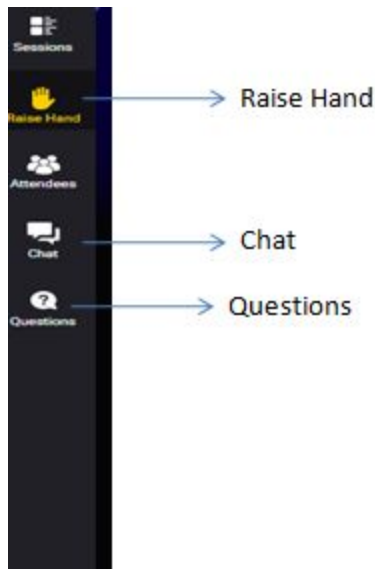 Sessions
Raise Hand
Raise Hand
Attendees
Chat
Chat
Questions
Questions